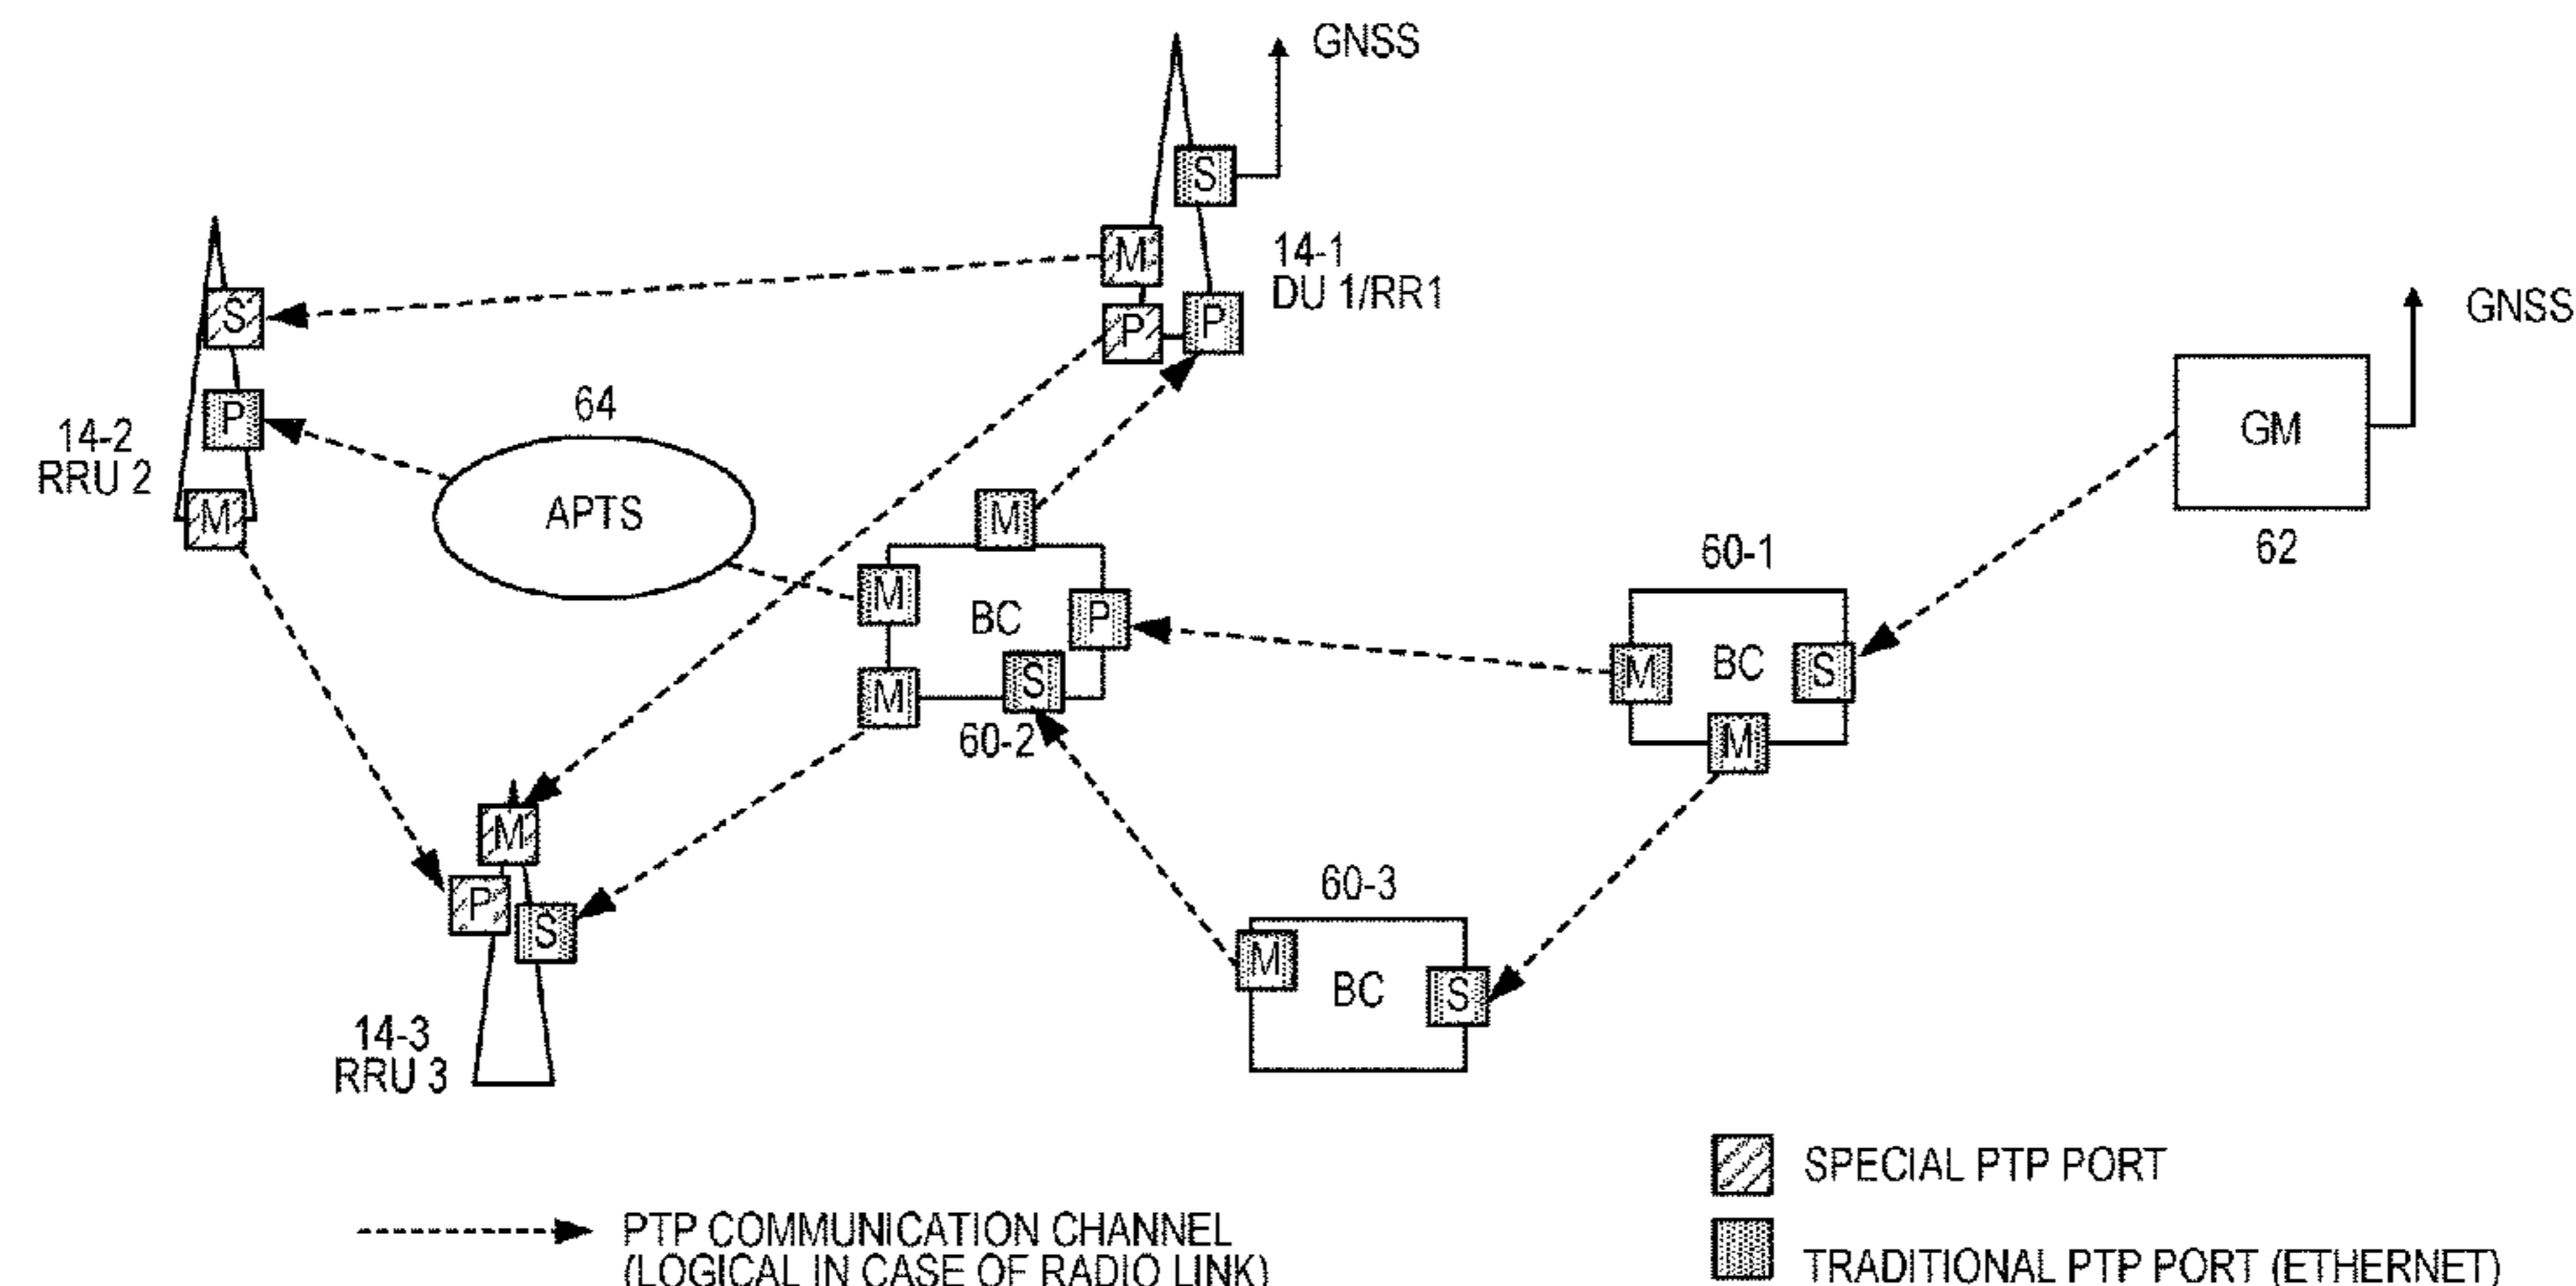 GNSS
S
M
14-1
DU 1/RR1
P
P
S
P
14-2
RRU 2
M
64
APTS
GNSS
GM
62
M
M
BC
P
M
S
60-2
60-1
M
BC
S
M
M
P
S
14-3
RRU 3
60-3
M
BC
S
SPECIAL PTP PORT
PTP COMMUNICATION CHANNEL
(LOGICAL IN CASE OF RADIO LINK)
TRADITIONAL PTP PORT (ETHERNET)